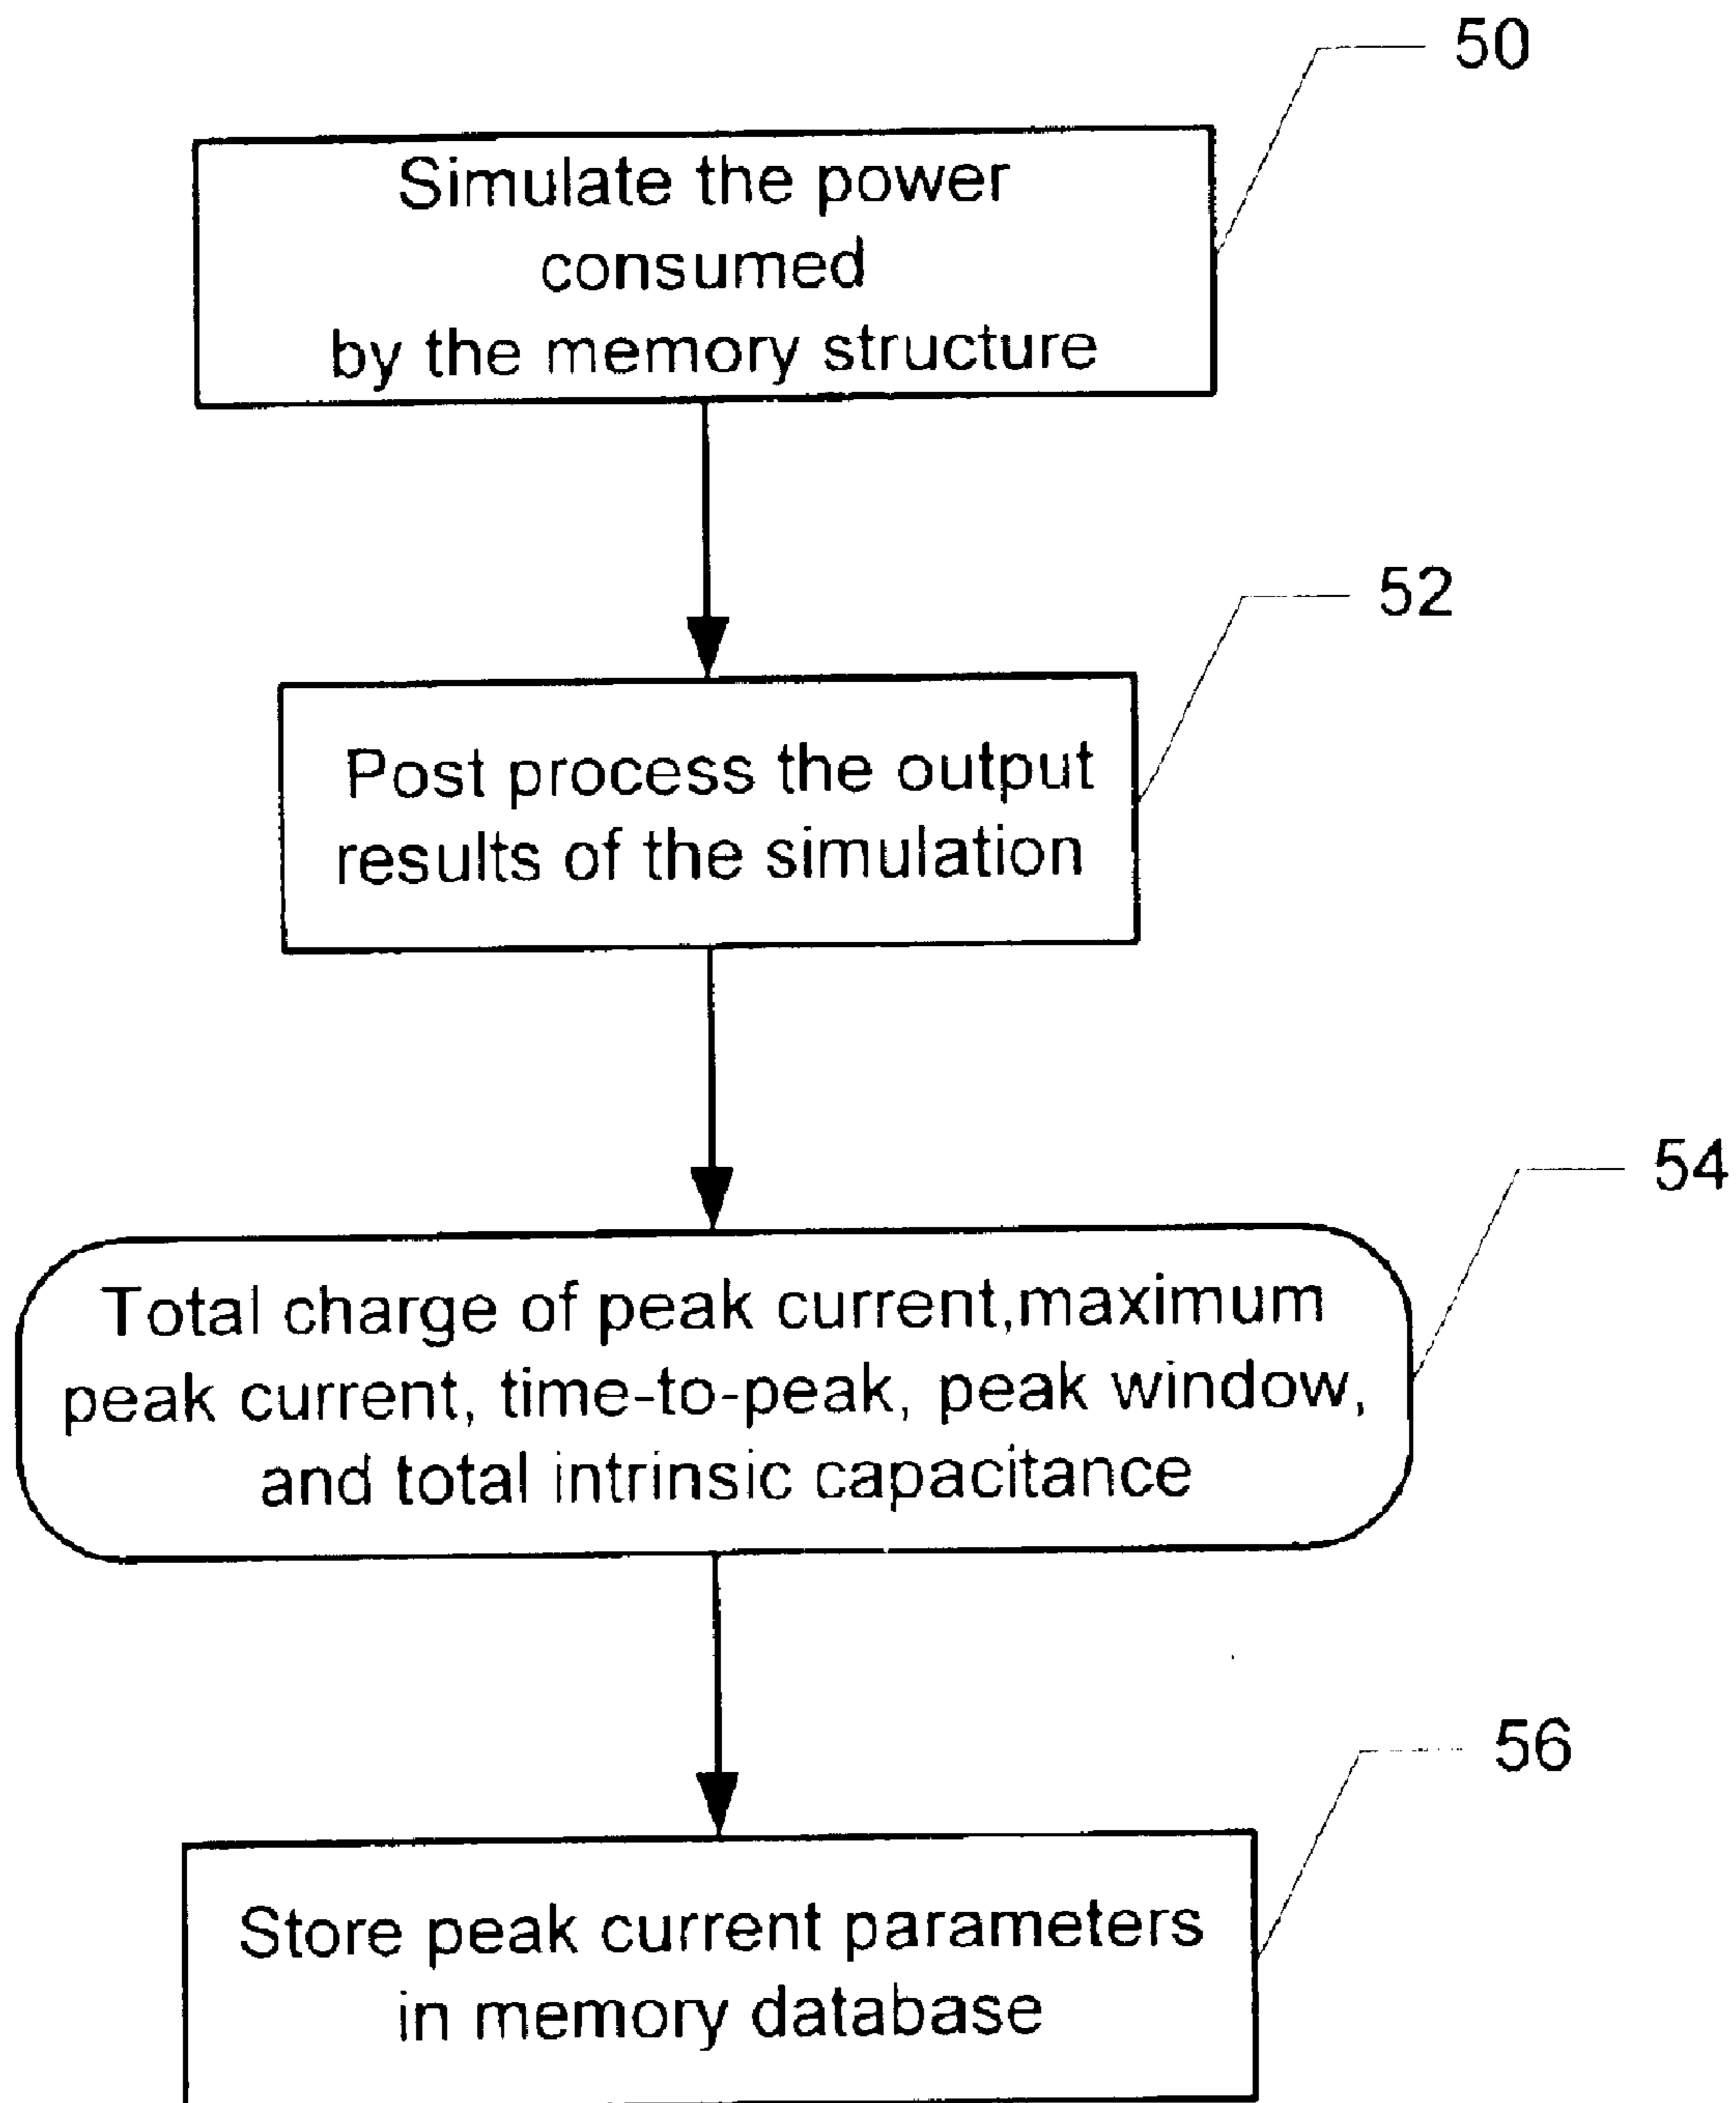 50
Simulate the power
consumed
by the memory structure
52
Post process the output
results of the simulation
54
Total charge of peak current,maximum
peak current, time-to-peak, peak window,
and total intrinsic capacitance
56
Store peak current parameters
in memory database